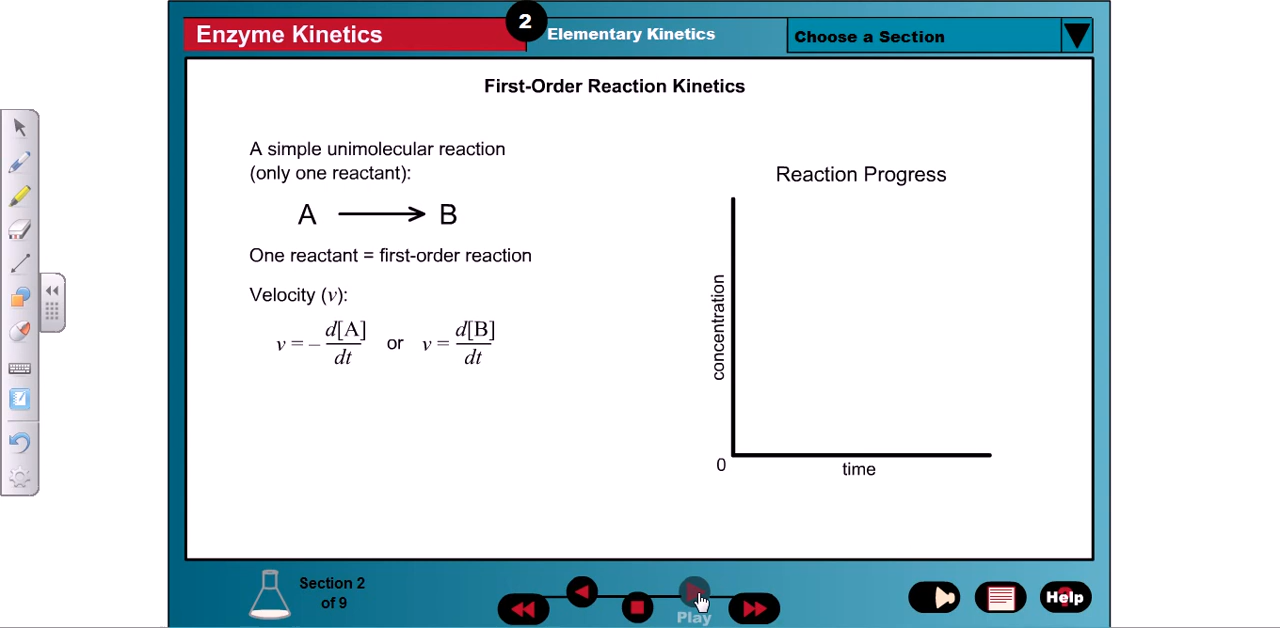 Enzyme Kinetics
2
Elementary Kinetics
Choose a Section
First-Order Reaction Kinetics
A simple unimolecular reaction
(only one reactant):
A ⟶ B
One reactant = first-order reaction
Velocity (v):
v = – d[A]/dt or v = d[B]/dt
Reaction Progress
concentration
0
time
Section 2
of 9
Play
Help